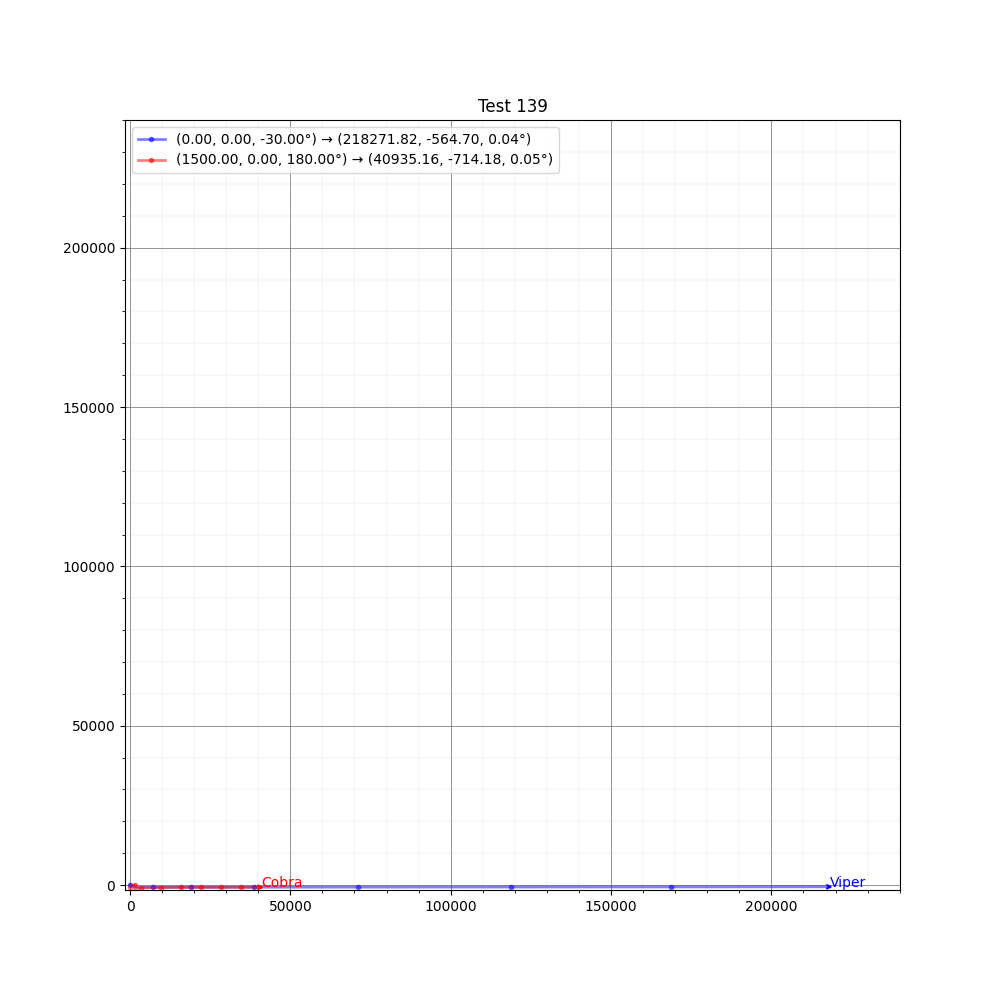 Test 139
(0.00, 0.00, -30.00°) → (218271.82, -564.70, 0.04°)
(1500.00, 0.00, 180.00°) → (40935.16, -714.18, 0.05°)
200000
150000
100000
50000
0
Cobra
Viper
0 50000 100000 150000 200000